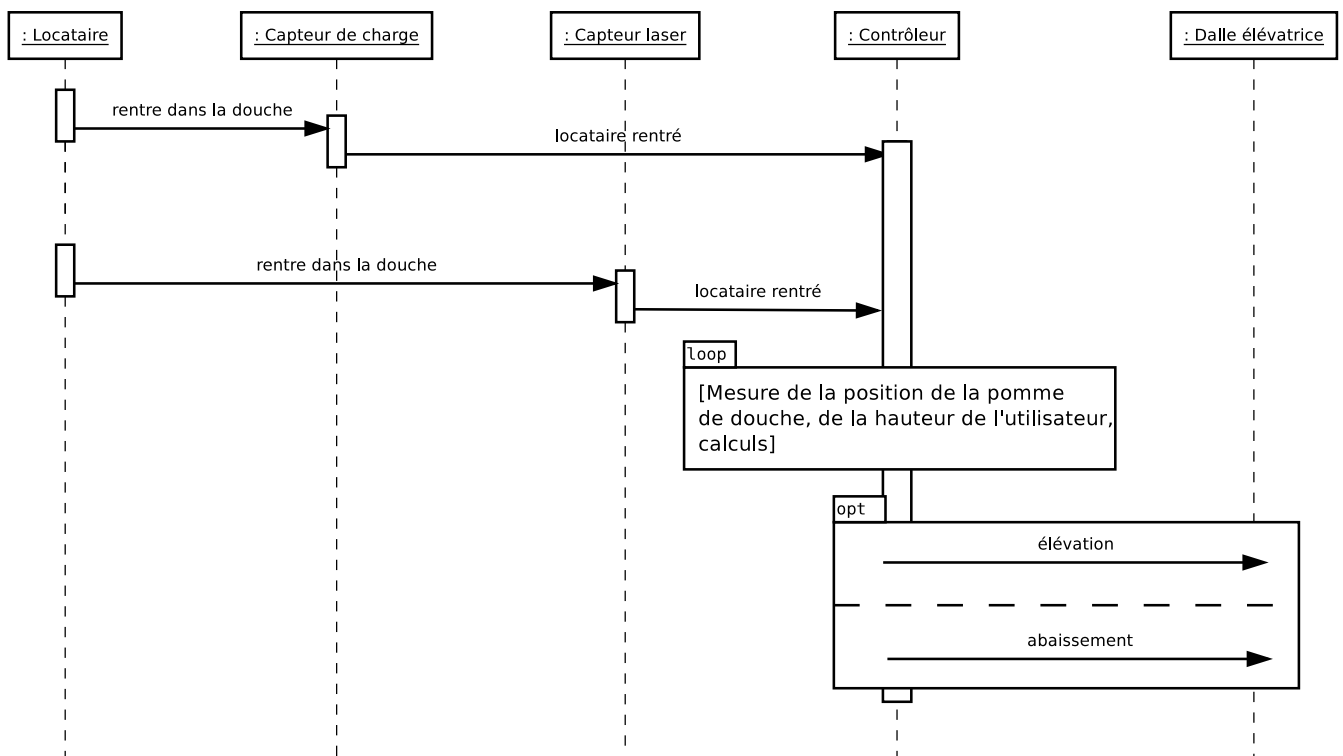 : Locataire
: Capteur de charge
: Capteur laser
: Contrôleur
: Dalle élévatrice
rentre dans la douche
locataire rentré
rentre dans la douche
locataire rentré
loop
[Mesure de la position de la pomme
de douche, de la hauteur de l'utilisateur,
calculs]
opt
élévation
abaissement